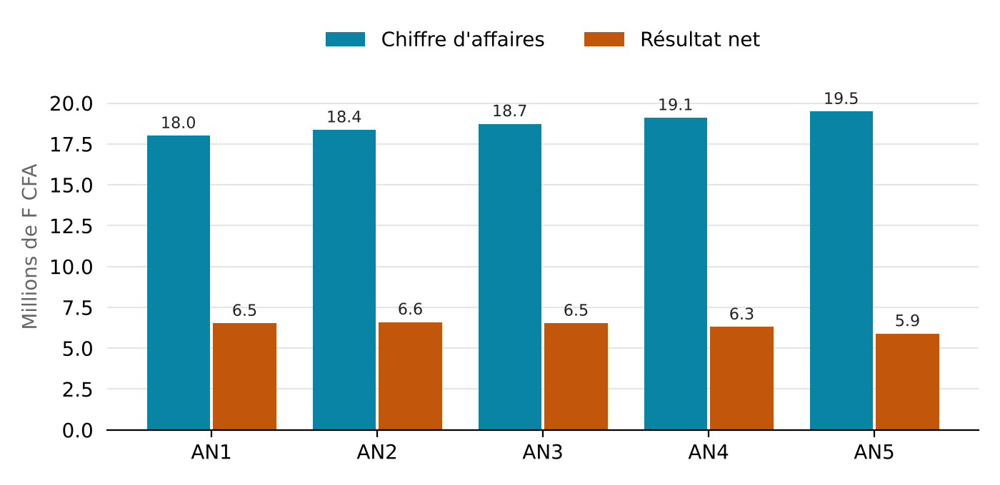 Chiffre d'affaires Résultat net
Millions de F CFA
20.0
17.5
15.0
12.5
10.0
7.5
5.0
2.5
0.0
18.0 18.4 18.7 19.1 19.5
6.5 6.6 6.5 6.3 5.9
AN1 AN2 AN3 AN4 AN5